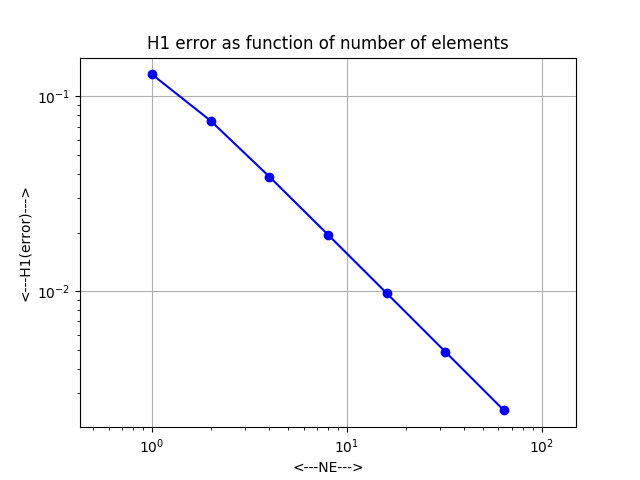 H1 error as function of number of elements
<---H1(error)--->
10⁻¹
10⁻²
10⁰ 10¹ 10²
<---NE--->